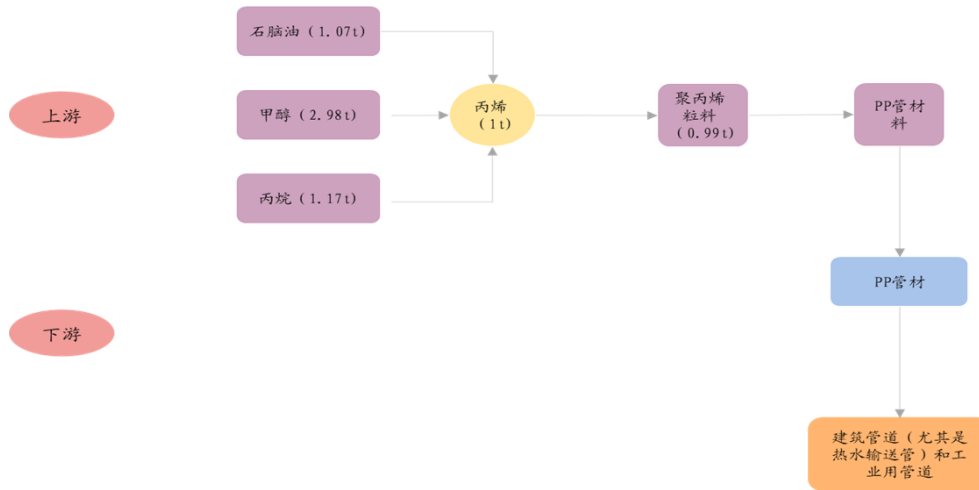 石脑油（1.07t）
上游
甲醇（2.98t）
丙烯
（1t）
聚丙烯
粒料
（0.99t）
PP管材
料
丙烷（1.17t）
PP管材
下游
建筑管道（尤其是
热水输送管）和工
业用管道